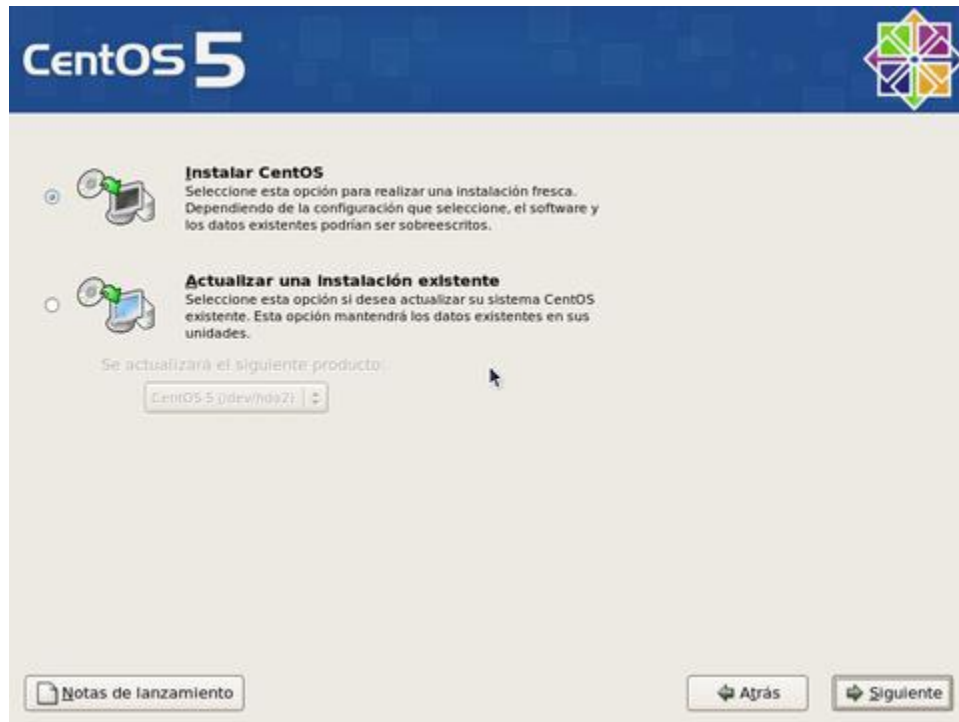 CentOS 5
Instalar CentOS
Seleccione esta opción para realizar una instalación fresca.
Dependiendo de la configuración que seleccione, el software y
los datos existentes podrían ser sobreescritos.
Actualizar una instalación existente
Seleccione esta opción si desea actualizar su sistema CentOS
existente. Esta opción mantendrá los datos existentes en sus
unidades.
Se actualizará el siguiente producto:
CentOS 5 (/dev/hda2)
Notas de lanzamiento
Atrás
Siguiente